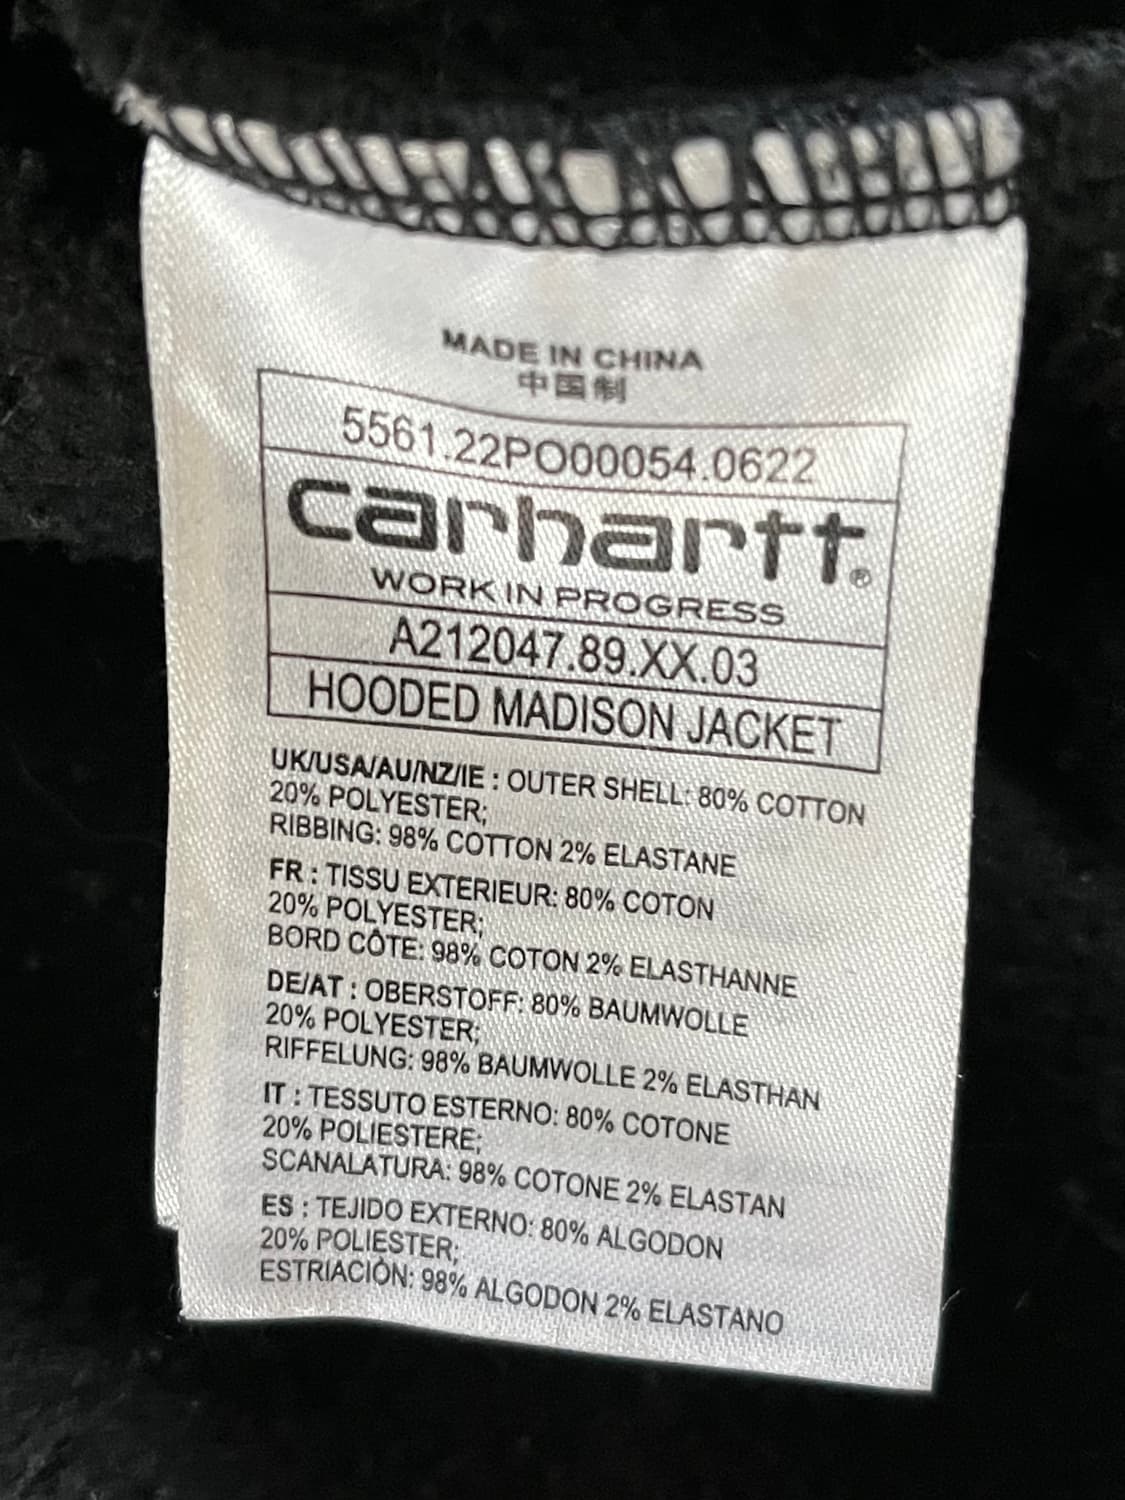 MADE IN CHINA
中国制
5561.22PO00054.0622
carhartt®
WORK IN PROGRESS
A212047.89.XX.03
HOODED MADISON JACKET
UK/USA/AU/NZ/IE : OUTER SHELL: 80% COTTON
20% POLYESTER;
RIBBING: 98% COTTON 2% ELASTANE
FR : TISSU EXTERIEUR: 80% COTON
20% POLYESTER;
BORD CÔTE: 98% COTON 2% ELASTHANNE
DE/AT : OBERSTOFF: 80% BAUMWOLLE
20% POLYESTER;
RIFFELUNG: 98% BAUMWOLLE 2% ELASTHAN
IT : TESSUTO ESTERNO: 80% COTONE
20% POLIESTERE;
SCANALATURA: 98% COTONE 2% ELASTAN
ES : TEJIDO EXTERNO: 80% ALGODON
20% POLIESTER;
ESTRIACIÓN: 98% ALGODON 2% ELASTANO